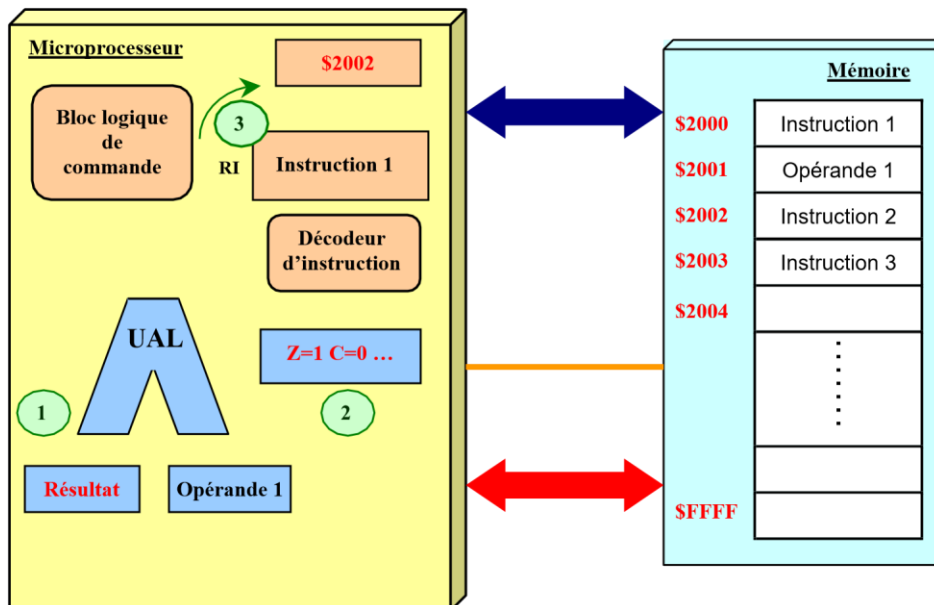 Microprocesseur
$2002
Bloc logique
de
commande
3
RI
Instruction 1
Décodeur
d'instruction
UAL
Z=1 C=0 …
1
2
Résultat
Opérande 1
Mémoire
$2000
Instruction 1
$2001
Opérande 1
$2002
Instruction 2
$2003
Instruction 3
$2004
$FFFF